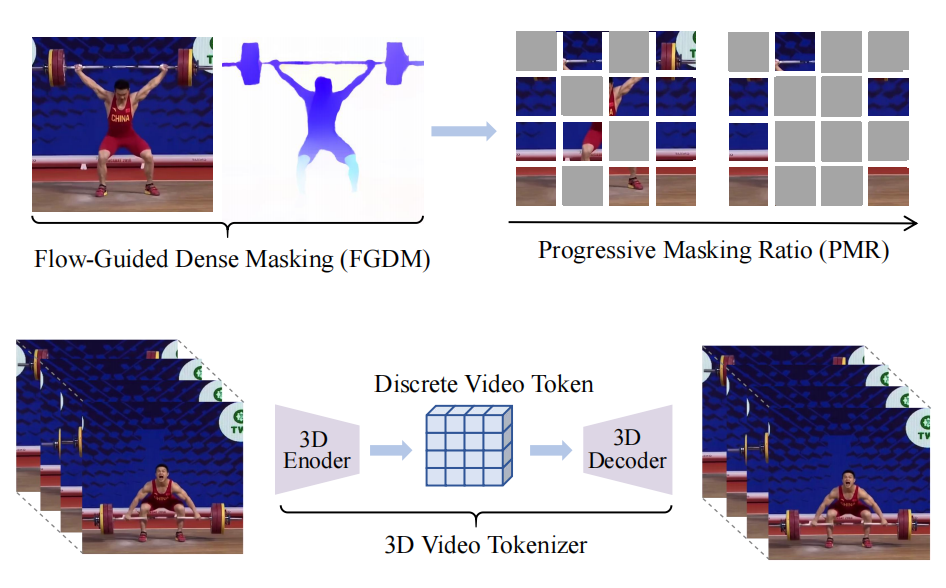 CHINA
Flow-Guided Dense Masking (FGDM)
Progressive Masking Ratio (PMR)
Discrete Video Token
3D
Enoder
3D
Decoder
TW
3D Video Tokenizer